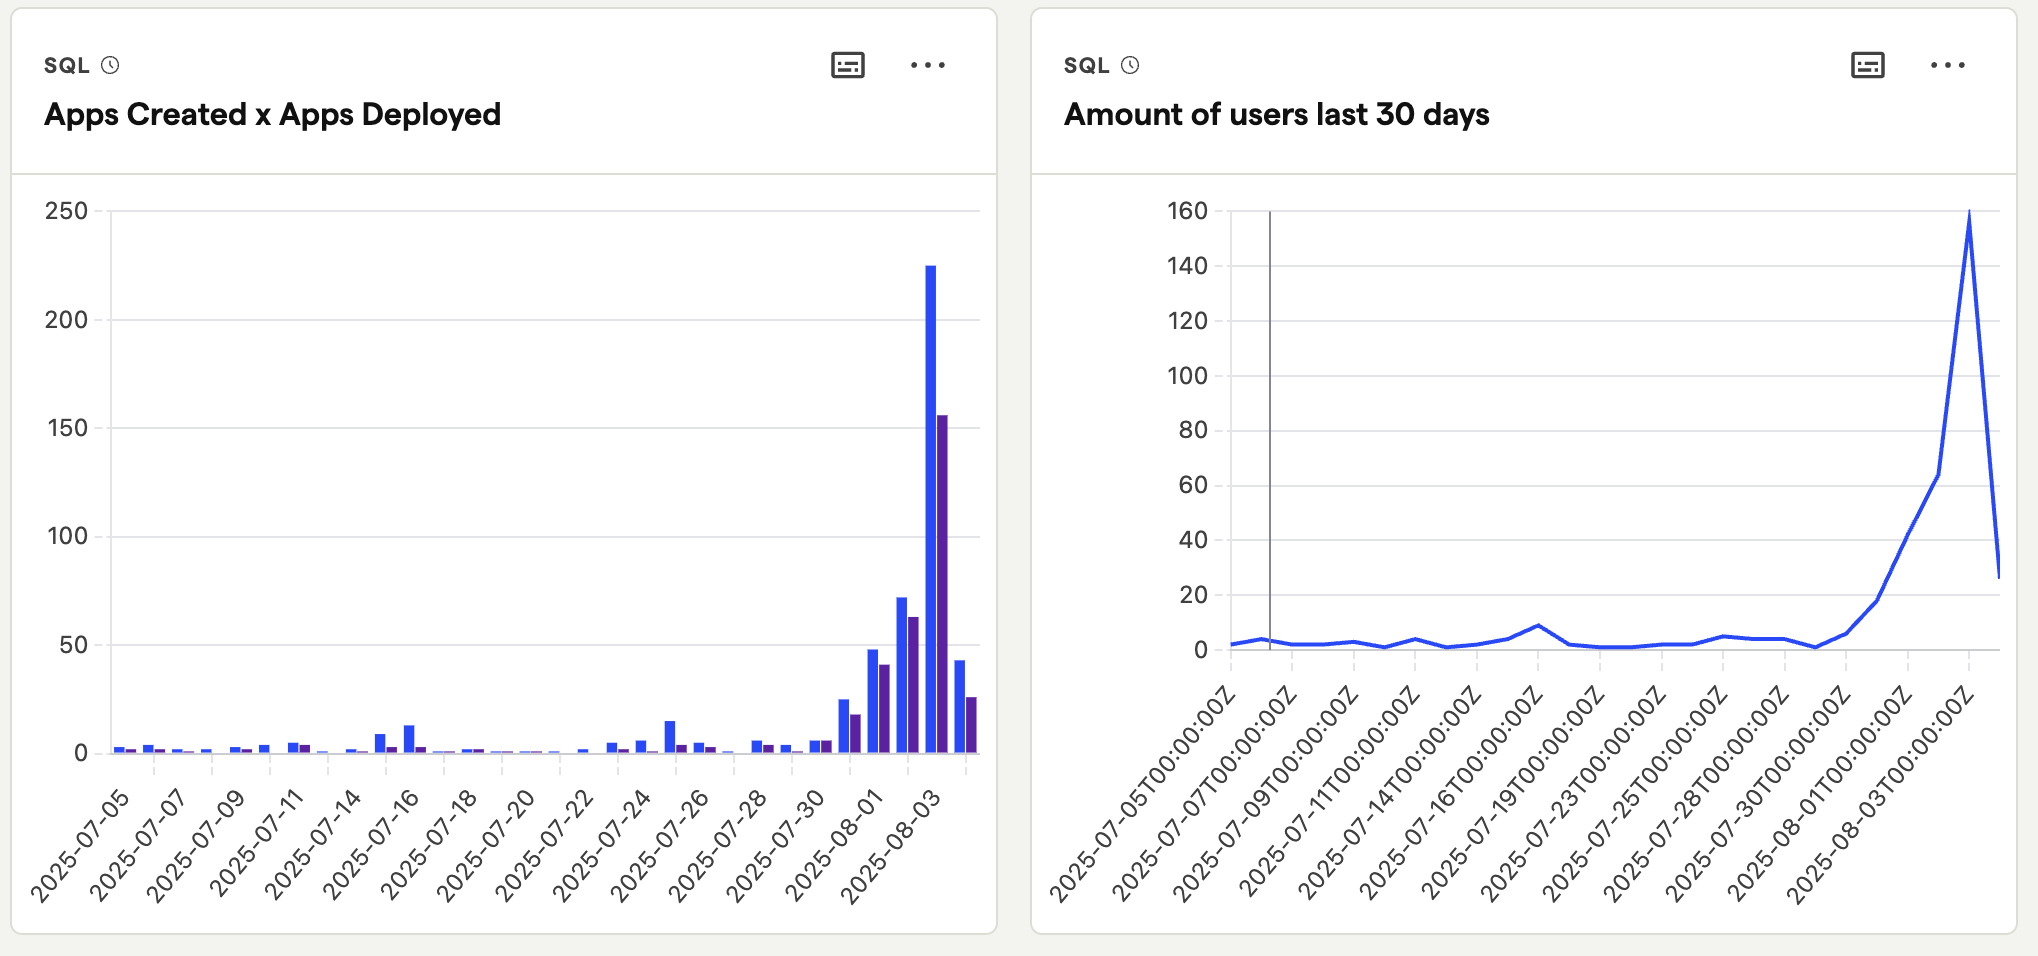 SQL
Apps Created x Apps Deployed
250
200
150
100
50
0
2025-07-05
2025-07-07
2025-07-09
2025-07-11
2025-07-14
2025-07-16
2025-07-18
2025-07-20
2025-07-22
2025-07-24
2025-07-26
2025-07-28
2025-07-30
2025-08-01
2025-08-03
SQL
Amount of users last 30 days
160
140
120
100
80
60
40
20
0
2025-07-05T00:00:00Z
2025-07-07T00:00:00Z
2025-07-09T00:00:00Z
2025-07-11T00:00:00Z
2025-07-14T00:00:00Z
2025-07-16T00:00:00Z
2025-07-19T00:00:00Z
2025-07-23T00:00:00Z
2025-07-25T00:00:00Z
2025-07-28T00:00:00Z
2025-07-30T00:00:00Z
2025-08-01T00:00:00Z
2025-08-03T00:00:00Z